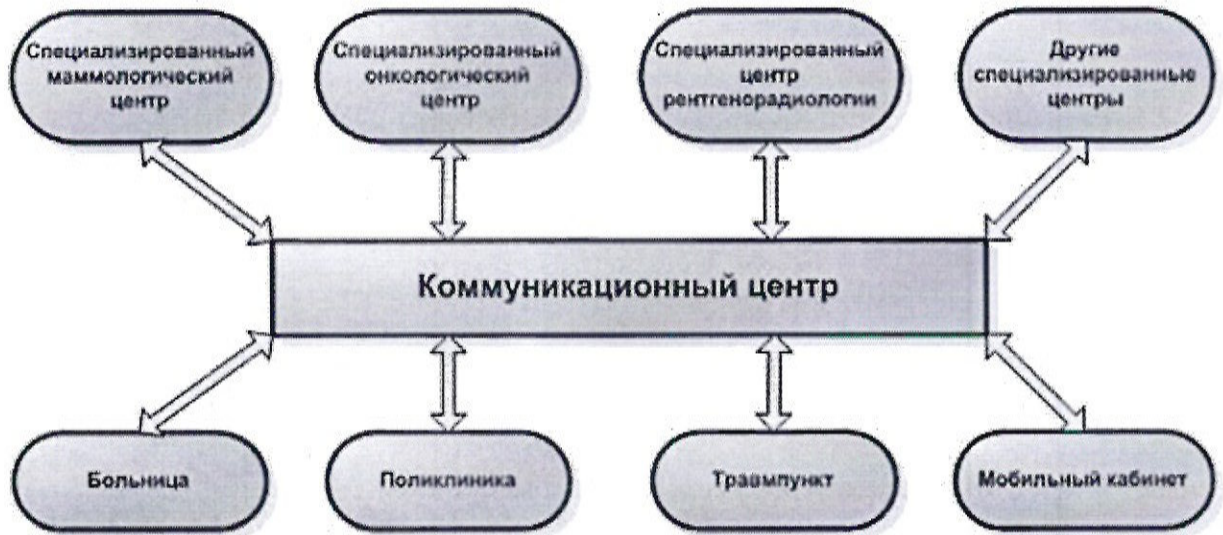 Специализированный
маммологический
центр
Специализированный
онкологический
центр
Специализированный
центр
рентгенорадиологии
Другие
специализированные
центры
Коммуникационный центр
Больница
Поликлиника
Травмпункт
Мобильный кабинет